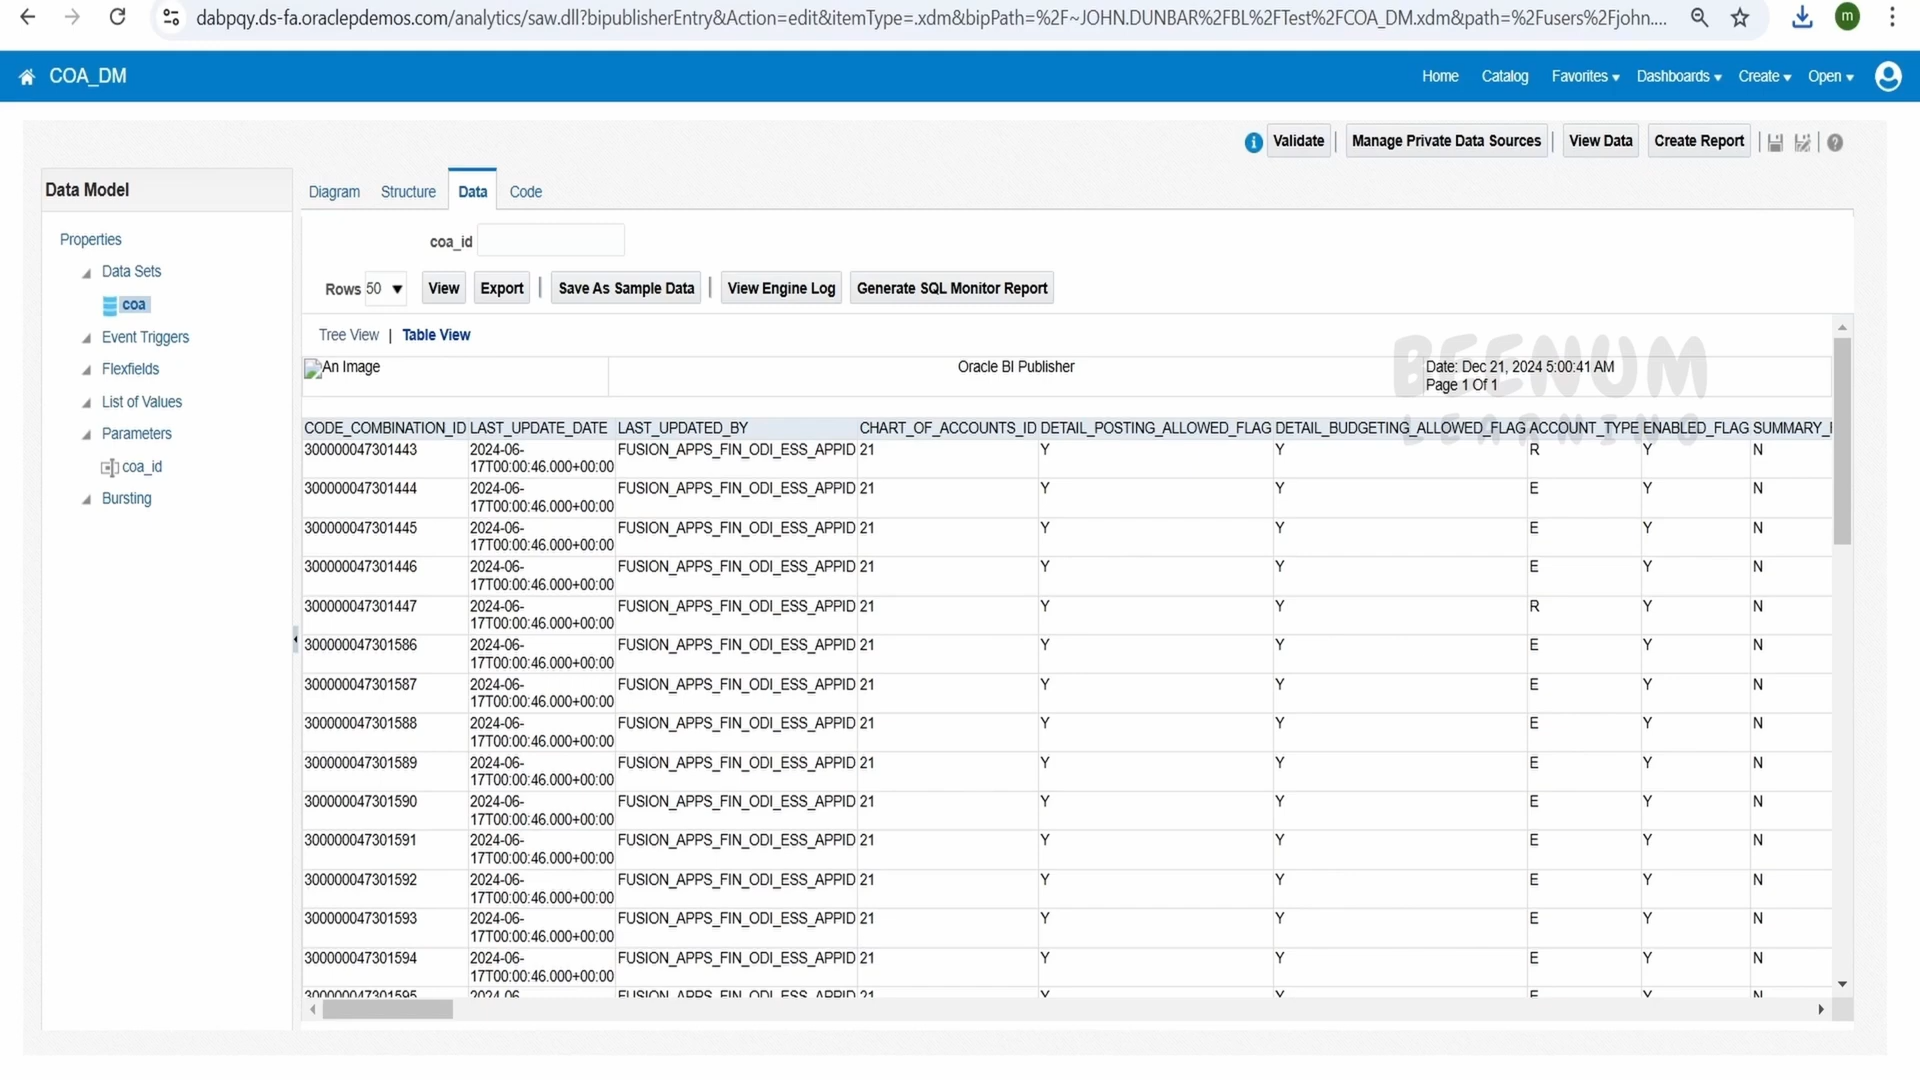 dabpqy.ds-fa.oraclepdemos.com/analytics/saw.dll?bipublisherEntry&Action=edit&itemType=.xdm&bipPath=%2F~JOHN.DUNBAR%2FBL%2FTest%2FCOA_DM.xdm&path=%2Fusers%2Fjohn....
m
COA_DM
Home Catalog Favorites Dashboards Create Open
Validate | Manage Private Data Sources | View Data Create Report
Data Model
Diagram Structure Data Code
Properties
Data Sets
coa
Event Triggers
Flexfields
List of Values
Parameters
coa_id
Bursting
coa_id
Rows 50 View Export | Save As Sample Data | View Engine Log Generate SQL Monitor Report
Tree View | Table View
BEENUM
LEARNING
An Image Oracle BI Publisher Date: Dec 21, 2024 5:00:41 AM
Page 1 Of 1
CODE_COMBINATION_ID LAST_UPDATE_DATE LAST_UPDATED_BY CHART_OF_ACCOUNTS_ID DETAIL_POSTING_ALLOWED_FLAG DETAIL_BUDGETING_ALLOWED_FLAG ACCOUNT_TYPE ENABLED_FLAG SUMMARY_
300000047301443 2024-06- FUSION_APPS_FIN_ODI_ESS_APPID 21 Y Y R Y N
17T00:00:46.000+00:00
300000047301444 2024-06- FUSION_APPS_FIN_ODI_ESS_APPID 21 Y Y E Y N
17T00:00:46.000+00:00
300000047301445 2024-06- FUSION_APPS_FIN_ODI_ESS_APPID 21 Y Y E Y N
17T00:00:46.000+00:00
300000047301446 2024-06- FUSION_APPS_FIN_ODI_ESS_APPID 21 Y Y E Y N
17T00:00:46.000+00:00
300000047301447 2024-06- FUSION_APPS_FIN_ODI_ESS_APPID 21 Y Y R Y N
17T00:00:46.000+00:00
300000047301586 2024-06- FUSION_APPS_FIN_ODI_ESS_APPID 21 Y Y E Y N
17T00:00:46.000+00:00
300000047301587 2024-06- FUSION_APPS_FIN_ODI_ESS_APPID 21 Y Y E Y N
17T00:00:46.000+00:00
300000047301588 2024-06- FUSION_APPS_FIN_ODI_ESS_APPID 21 Y Y E Y N
17T00:00:46.000+00:00
300000047301589 2024-06- FUSION_APPS_FIN_ODI_ESS_APPID 21 Y Y E Y N
17T00:00:46.000+00:00
300000047301590 2024-06- FUSION_APPS_FIN_ODI_ESS_APPID 21 Y Y E Y N
17T00:00:46.000+00:00
300000047301591 2024-06- FUSION_APPS_FIN_ODI_ESS_APPID 21 Y Y E Y N
17T00:00:46.000+00:00
300000047301592 2024-06- FUSION_APPS_FIN_ODI_ESS_APPID 21 Y Y E Y N
17T00:00:46.000+00:00
300000047301593 2024-06- FUSION_APPS_FIN_ODI_ESS_APPID 21 Y Y E Y N
17T00:00:46.000+00:00
300000047301594 2024-06- FUSION_APPS_FIN_ODI_ESS_APPID 21 Y Y E Y N
17T00:00:46.000+00:00
300000047301595 2024-06 FUSION_APPS_FIN_ODI_ESS_APPID 21 Y Y E Y N